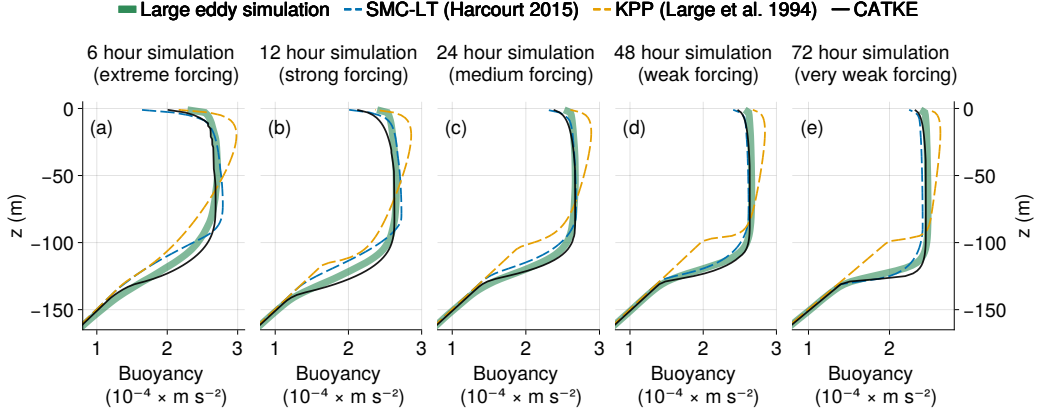 Large eddy simulation SMC-LT (Harcourt 2015) KPP (Large et al. 1994) CATKE
6 hour simulation
(extreme forcing)
12 hour simulation
(strong forcing)
24 hour simulation
(medium forcing)
48 hour simulation
(weak forcing)
72 hour simulation
(very weak forcing)
(a) (b) (c) (d) (e)
z (m)
0
−50
−100
−150
0
−50
−100
−150
z (m)
1 2 3 1 2 3 1 2 3 1 2 3 1 2
Buoyancy
(10⁻⁴ × m s⁻²)
Buoyancy
(10⁻⁴ × m s⁻²)
Buoyancy
(10⁻⁴ × m s⁻²)
Buoyancy
(10⁻⁴ × m s⁻²)
Buoyancy
(10⁻⁴ × m s⁻²)